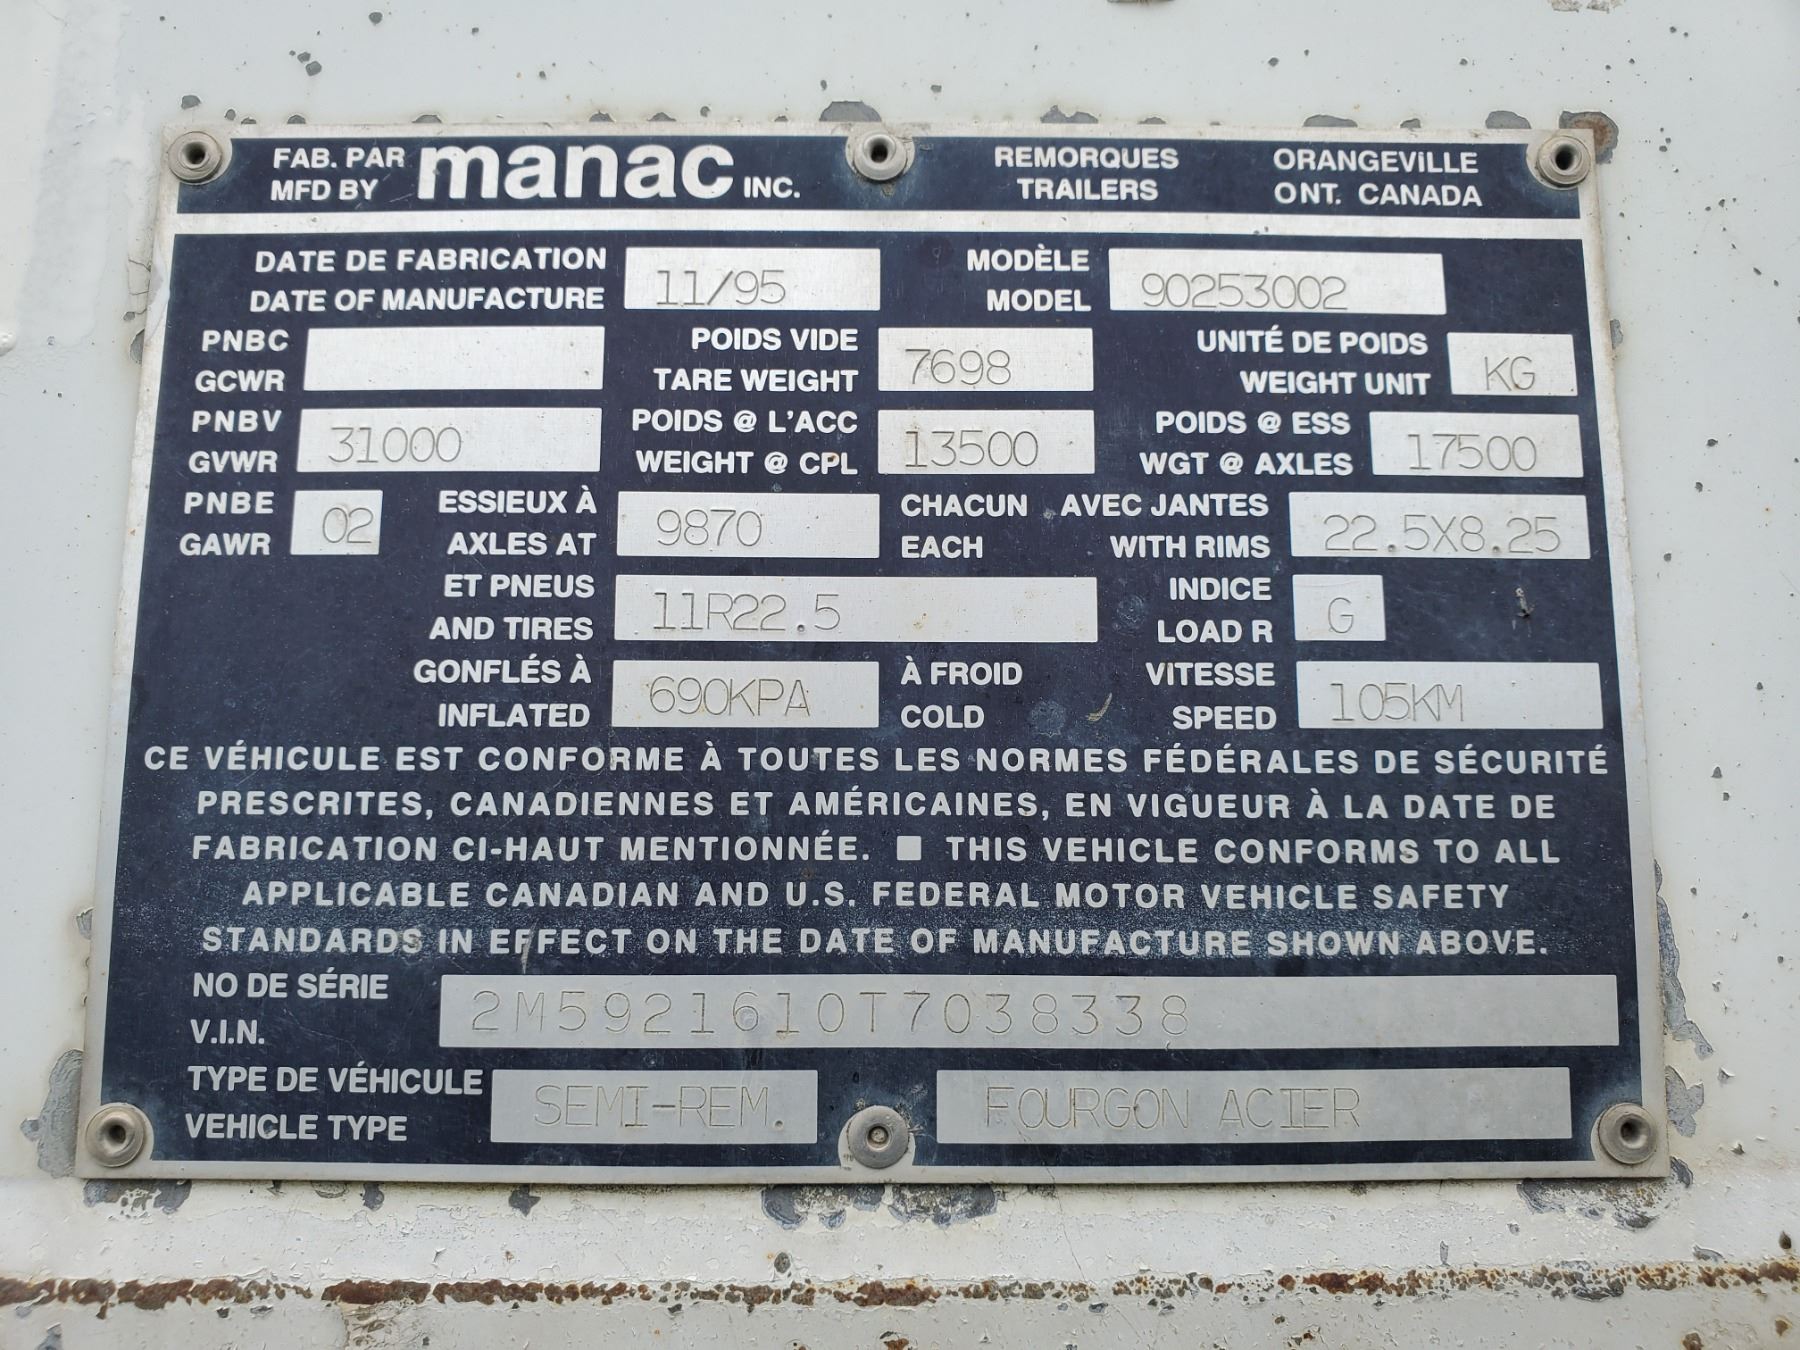 FAB. PAR manac INC. REMORQUES ORANGEVILLE
MFD BY TRAILERS ONT. CANADA
DATE DE FABRICATION 11/95 MODÈLE 90253002
DATE OF MANUFACTURE MODEL
PNBC POIDS VIDE 7698 UNITÉ DE POIDS KG
GCWR TARE WEIGHT WEIGHT UNIT
PNBV 31000 POIDS @ L'ACC 13500 POIDS @ ESS 17500
GVWR WEIGHT @ CPL WGT @ AXLES
PNBE 02 ESSIEUX À 9870 CHACUN AVEC JANTES 22.5X8.25
GAWR AXLES AT EACH WITH RIMS
ET PNEUS 11R22.5 INDICE G
AND TIRES LOAD R
GONFLÉS À 690KPA À FROID VITESSE 105KM
INFLATED COLD SPEED
CE VÉHICULE EST CONFORME À TOUTES LES NORMES FÉDÉRALES DE SÉCURITÉ
PRESCRITES, CANADIENNES ET AMÉRICAINES, EN VIGUEUR À LA DATE DE
FABRICATION CI-HAUT MENTIONNÉE. ■ THIS VEHICLE CONFORMS TO ALL
APPLICABLE CANADIAN AND U.S. FEDERAL MOTOR VEHICLE SAFETY
STANDARDS IN EFFECT ON THE DATE OF MANUFACTURE SHOWN ABOVE.
NO DE SÉRIE 2M5921610T7038338
V.I.N.
TYPE DE VÉHICULE SEMI-REM. FOURGON ACIER
VEHICLE TYPE